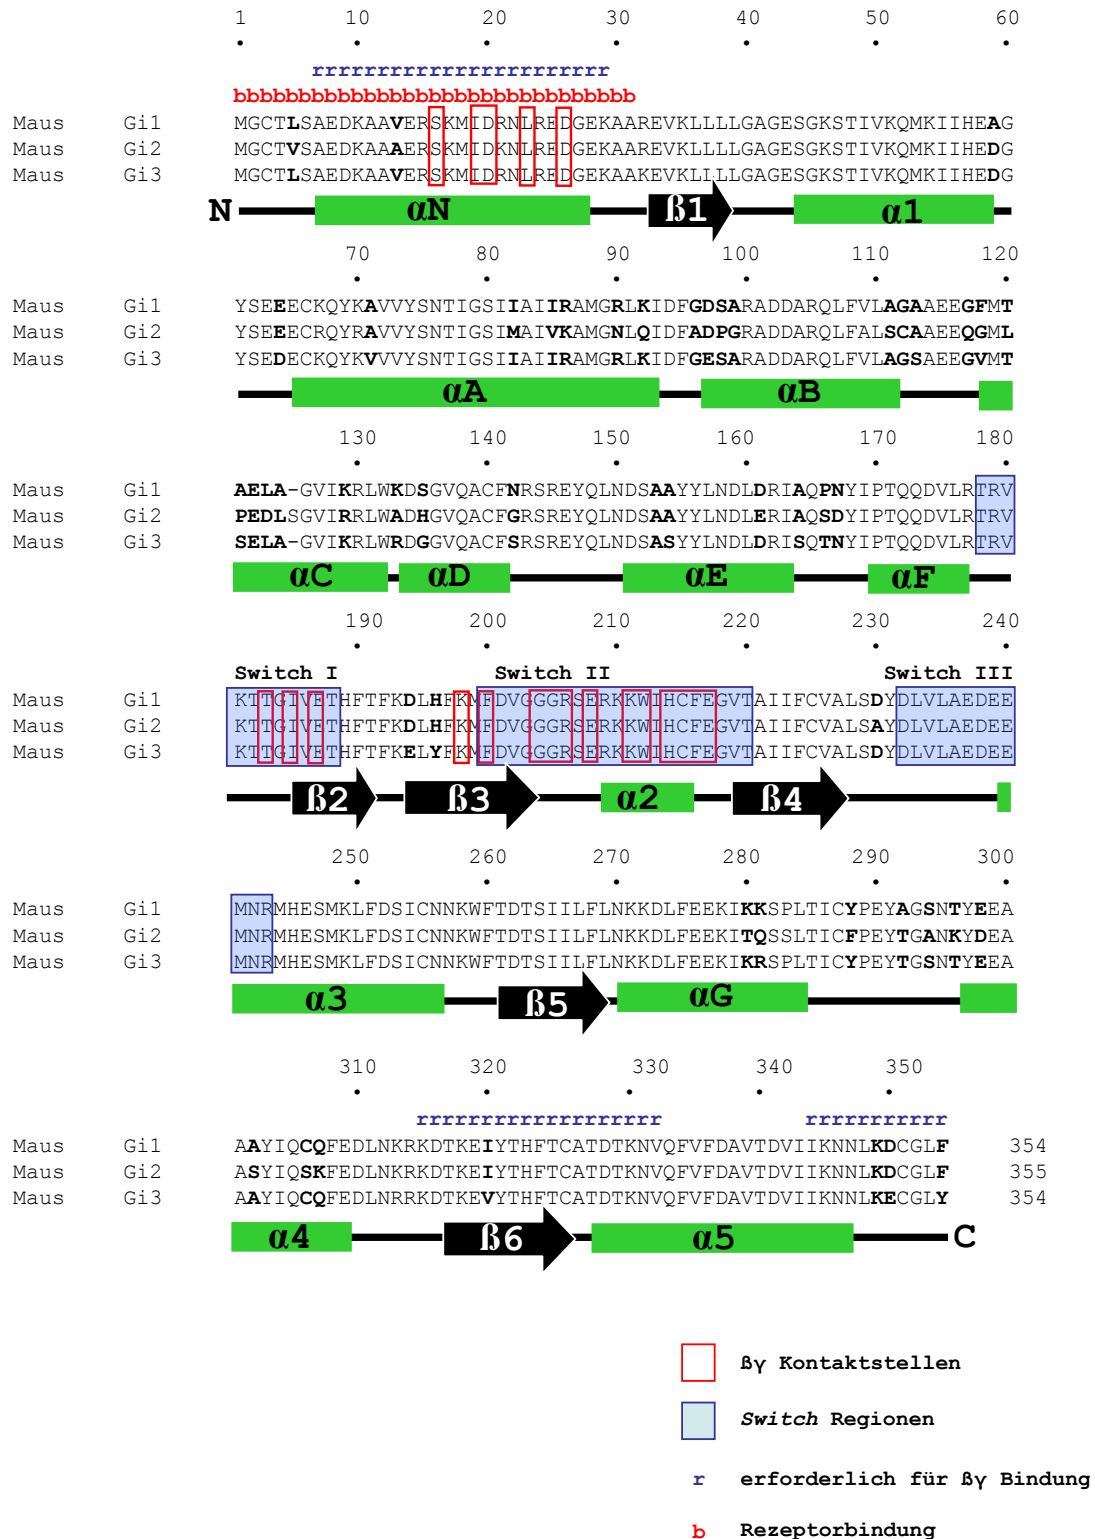 1 10 20 30 40 50 60
rrrrrrrrrrrrrrrrrrrrrrr
bbbbbbbbbbbbbbbbbbbbbbbbbbbbbbb
Maus Gi1 MGCTLSAEDKAAVERSKMIDRNLREDGEKAAREVKLLLLGAGESGKSTIVKQMKIIHEAG
Maus Gi2 MGCTVSAEDKAAAERSKMIDKNLREDGEKAAREVKLLLLGAGESGKSTIVKQMKIIHEDG
Maus Gi3 MGCTLSAEDKAAVERSKMIDRNLREDGEKAAKEVKLLLLGAGESGKSTIVKQMKIIHEDG
N αN ß1 α1
70 80 90 100 110 120
Maus Gi1 YSEEECKQYKAVVYSNTIGSIIAIIRAMGRLKIDFGDSARADDARQLFVLAGAAEEGFMT
Maus Gi2 YSEEECRQYRAVVYSNTIGSIMAIVKAMGNLQIDFADPGRADDARQLFALSCAAEEQGML
Maus Gi3 YSEDECKQYKVVVYSNTIGSIIAIIRAMGRLKIDFGESARADDARQLFVLAGSAEEGVMT
αA αB
130 140 150 160 170 180
Maus Gi1 AELA-GVIKRLWKDSGVQACFNRSREYQLNDSAAYYLNDLDRIAQPNYIPTQQDVLRTRV
Maus Gi2 PEDLSGVIRRLWADHGVQACFGRSREYQLNDSAAYYLNDLERIAQSDYIPTQQDVLRTRV
Maus Gi3 SELA-GVIKRLWRDGGVQACFSRSREYQLNDSASYYLNDLDRISQTNYIPTQQDVLRTRV
αC αD αE αF
190 200 210 220 230 240
Switch I Switch II Switch III
Maus Gi1 KTTGIVETHFTFKDLHFKMFDVGGGRSERKKWIHCFEGVTAIIFCVALSDYDLVLAEDEE
Maus Gi2 KTTGIVETHFTFKDLHFKMFDVGGGRSERKKWIHCFEGVTAIIFCVALSAYDLVLAEDEE
Maus Gi3 KTTGIVETHFTFKELYFKMFDVGGGRSERKKWIHCFEGVTAIIFCVALSDYDLVLAEDEE
ß2 ß3 α2 ß4
250 260 270 280 290 300
Maus Gi1 MNRMHESMKLFDSICNNKWFTDTSIILFLNKKDLFEEKIKKSPLTICYPEYAGSNTYEEA
Maus Gi2 MNRMHESMKLFDSICNNKWFTDTSIILFLNKKDLFEEKITQSSLTICFPEYTGANKYDEA
Maus Gi3 MNRMHESMKLFDSICNNKWFTDTSIILFLNKKDLFEEKIKRSPLTICYPEYTGSNTYEEA
α3 ß5 αG
310 320 330 340 350
rrrrrrrrrrrrrrrrrrr rrrrrrrrrrr
Maus Gi1 AAYIQCQFEDLNKRKDTKEIYTHFTCATDTKNVQFVFDAVTDVIIKNNLKDCGLF 354
Maus Gi2 ASYIQSKFEDLNKRKDTKEIYTHFTCATDTKNVQFVFDAVTDVIIKNNLKDCGLF 355
Maus Gi3 AAYIQCQFEDLNRRKDTKEVYTHFTCATDTKNVQFVFDAVTDVIIKNNLKECGLY 354
α4 ß6 α5 C
ßγ Kontaktstellen
Switch Regionen
r erforderlich für ßγ Bindung
b Rezeptorbindung